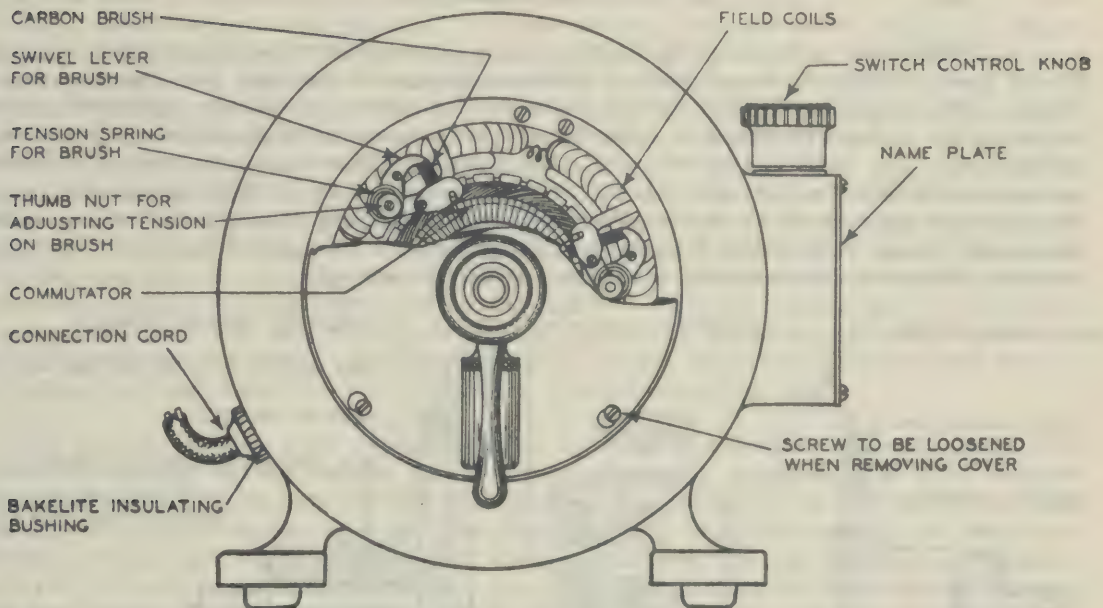 CARBON BRUSH
SWIVEL LEVER
FOR BRUSH
TENSION SPRING
FOR BRUSH
THUMB NUT FOR
ADJUSTING TENSION
ON BRUSH
COMMUTATOR
CONNECTION CORD
BAKELITE INSULATING
BUSHING
FIELD COILS
SWITCH CONTROL KNOB
NAME PLATE
SCREW TO BE LOOSENED
WHEN REMOVING COVER